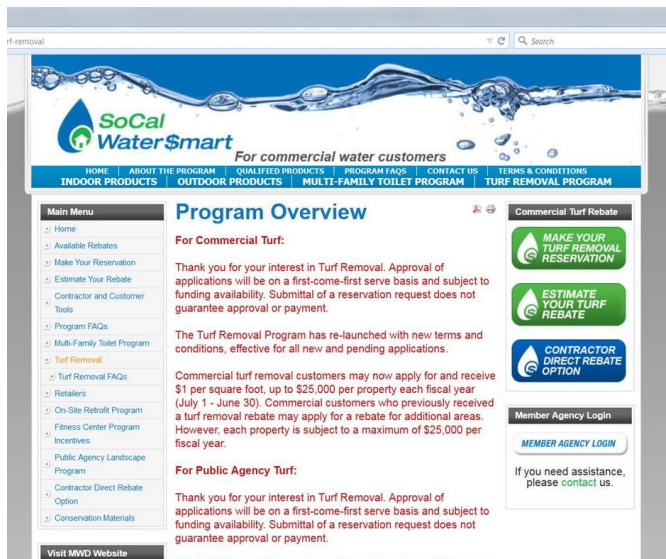 rf-removal
Search
SoCal
Water$mart
For commercial water customers
HOME ABOUT THE PROGRAM QUALIFIED PRODUCTS PROGRAM FAQS CONTACT US TERMS & CONDITIONS
INDOOR PRODUCTS OUTDOOR PRODUCTS MULTI-FAMILY TOILET PROGRAM TURF REMOVAL PROGRAM
Main Menu
Home
Available Rebates
Make Your Reservation
Estimate Your Rebate
Contractor and Customer
Tools
Program FAQs
Multi-Family Toilet Program
Turf Removal
Turf Removal FAQs
Retailers
On-Site Retrofit Program
Fitness Center Program
Incentives
Public Agency Landscape
Program
Contractor Direct Rebate
Option
Conservation Materials
Visit MWD Website
Program Overview
For Commercial Turf:
Thank you for your interest in Turf Removal. Approval of
applications will be on a first-come-first serve basis and subject to
funding availability. Submittal of a reservation request does not
guarantee approval or payment.
The Turf Removal Program has re-launched with new terms and
conditions, effective for all new and pending applications.
Commercial turf removal customers may now apply for and receive
$1 per square foot, up to $25,000 per property each fiscal year
(July 1 - June 30). Commercial customers who previously received
a turf removal rebate may apply for a rebate for additional areas.
However, each property is subject to a maximum of $25,000 per
fiscal year.
For Public Agency Turf:
Thank you for your interest in Turf Removal. Approval of
applications will be on a first-come-first serve basis and subject to
funding availability. Submittal of a reservation request does not
guarantee approval or payment.
Commercial Turf Rebate
MAKE YOUR
TURF REMOVAL
RESERVATION
ESTIMATE
YOUR TURF
REBATE
CONTRACTOR
DIRECT REBATE
OPTION
Member Agency Login
MEMBER AGENCY LOGIN
If you need assistance,
please contact us.